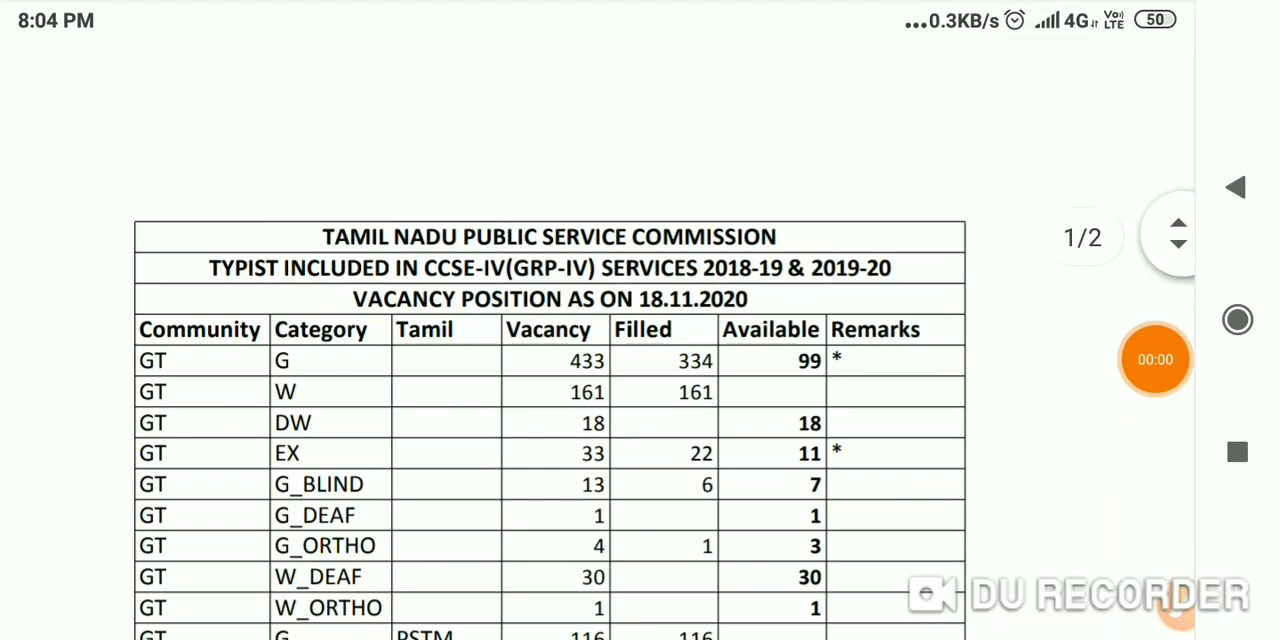 8:04 PM ...0.3KB/s 4G Vo) LTE 50
TAMIL NADU PUBLIC SERVICE COMMISSION
TYPIST INCLUDED IN CCSE-IV(GRP-IV) SERVICES 2018-19 & 2019-20
VACANCY POSITION AS ON 18.11.2020
1/2
Community Category Tamil Vacancy Filled Available Remarks
GT G 433 334 99 *
00:00
GT W 161 161
GT DW 18 18
GT EX 33 22 11 *
GT G_BLIND 13 6 7
GT G_DEAF 1 1
GT G_ORTHO 4 1 3
GT W_DEAF 30 30
GT W_ORTHO 1 1
DU RECORDER
GT G PSTM 116 116